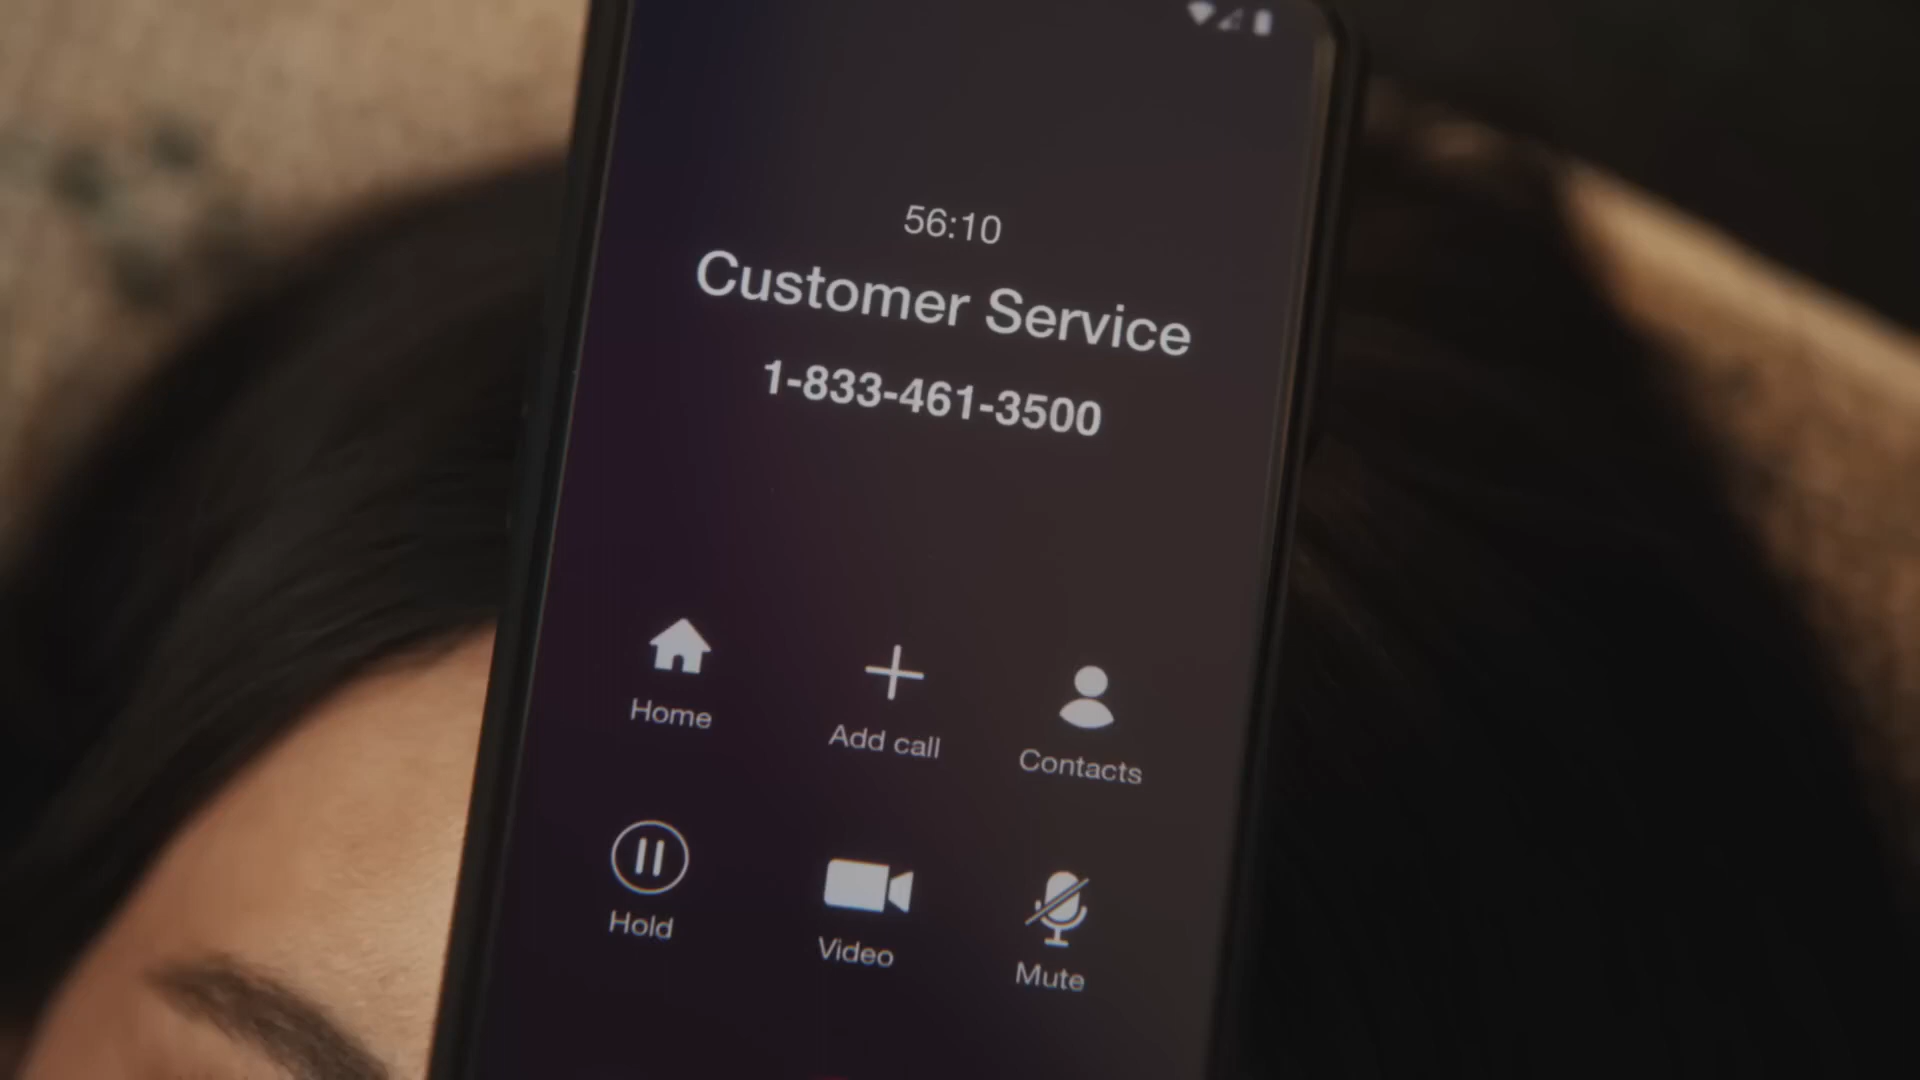 56:10
Customer Service
1-833-461-3500
Home
Add call
Contacts
Hold
Video
Mute